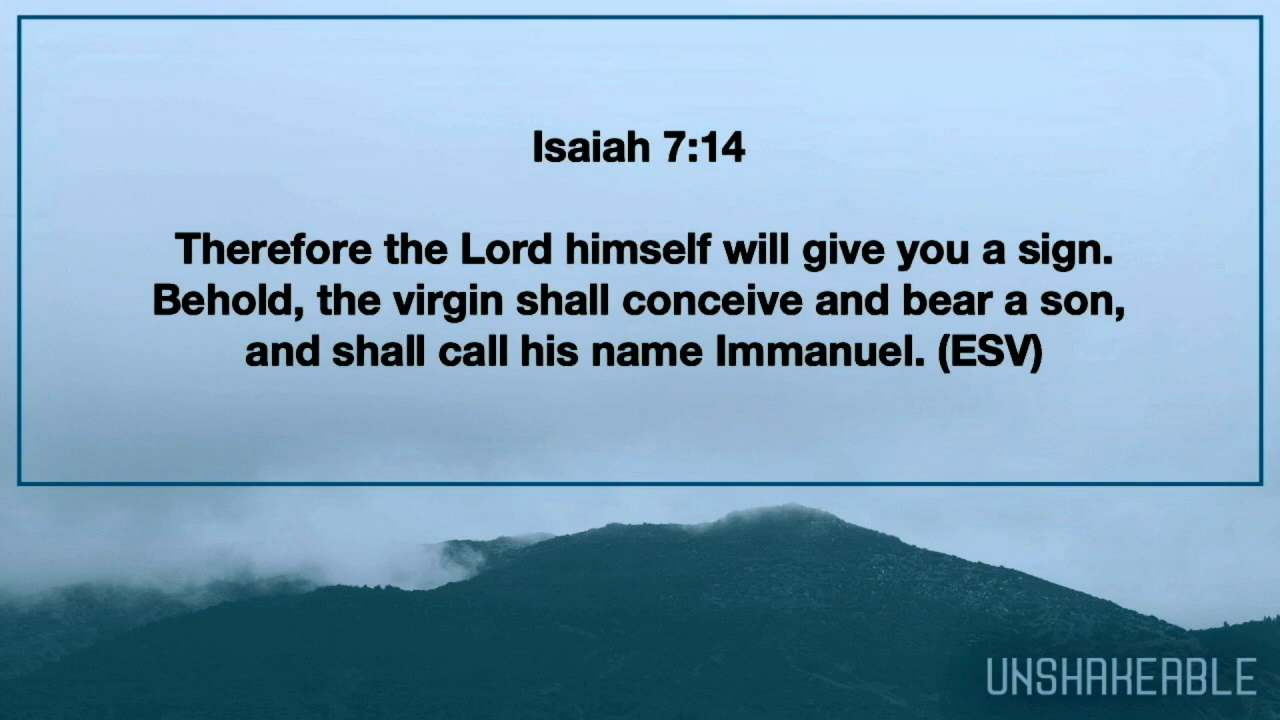 Isaiah 7:14
Therefore the Lord himself will give you a sign.
Behold, the virgin shall conceive and bear a son,
and shall call his name Immanuel. (ESV)
UNSHAKEABLE